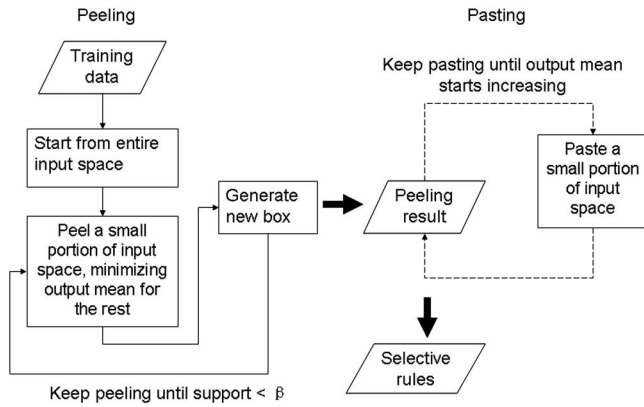 Peeling
Training
data
Start from entire
input space
Peel a small
portion of input
space, minimizing
output mean for
the rest
Generate
new box
Keep peeling until support < β
Pasting
Keep pasting until output mean
starts increasing
Peeling
result
Paste a
small portion
of input
space
Selective
rules